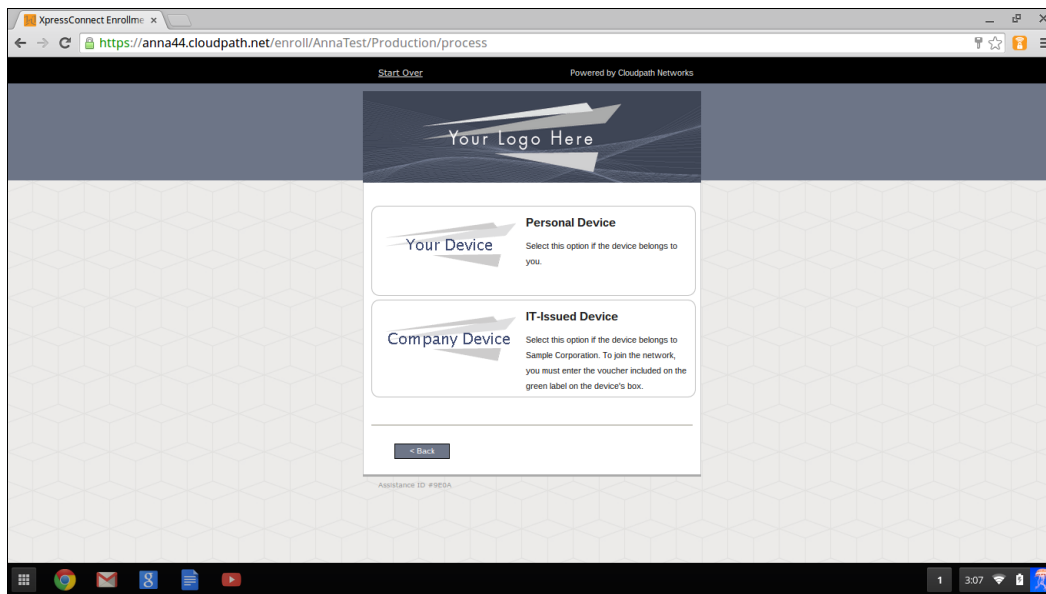 XpressConnect Enrollme ×
https://anna44.cloudpath.net/enroll/AnnaTest/Production/process
Start Over
Powered by Cloudpath Networks
Your Logo Here
Your Device
Personal Device
Select this option if the device belongs to
you.
Company Device
IT-Issued Device
Select this option if the device belongs to
Sample Corporation. To join the network,
you must enter the voucher included on the
green label on the device's box.
< Back
Assistance ID #9E0A
8
1
3:07